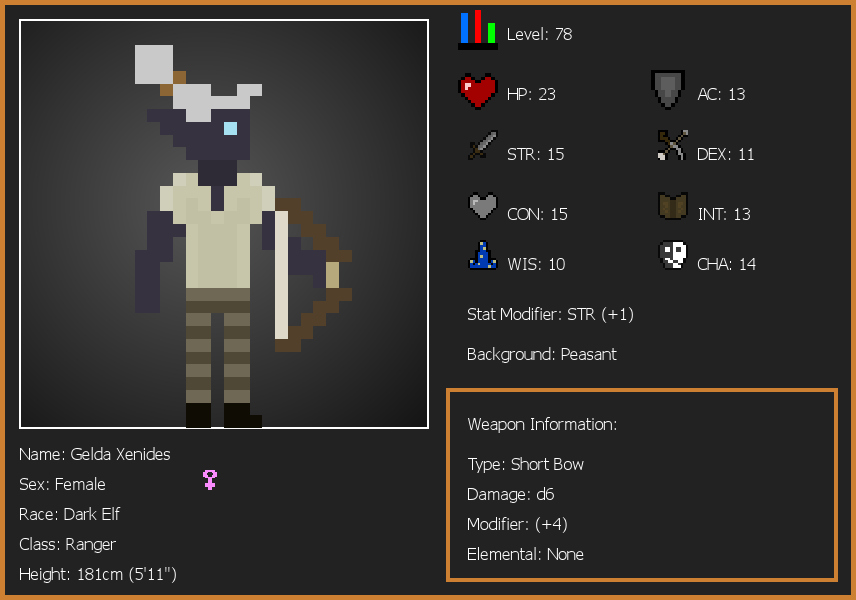 Level: 78
HP: 23
AC: 13
STR: 15
DEX: 11
CON: 15
INT: 13
WIS: 10
CHA: 14
Stat Modifier: STR (+1)
Background: Peasant
Weapon Information:
Type: Short Bow
Damage: d6
Modifier: (+4)
Elemental: None
Name: Gelda Xenides
Sex: Female
Race: Dark Elf
Class: Ranger
Height: 181cm (5'11")